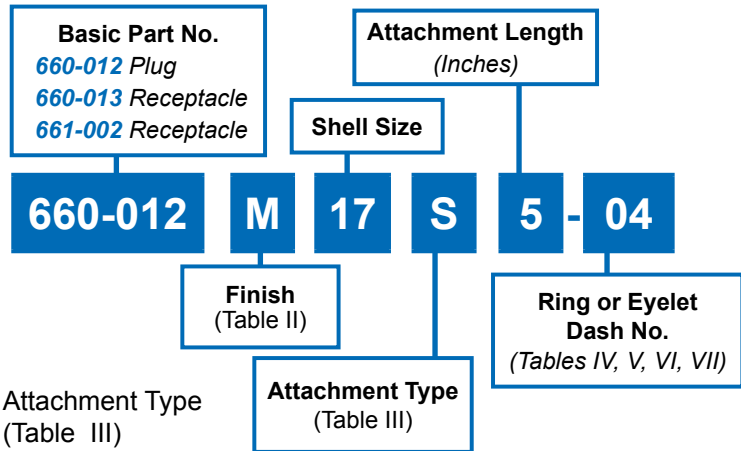 Basic Part No.
660-012 Plug
660-013 Receptacle
661-002 Receptacle
Attachment Length
(Inches)
Shell Size
660-012 M 17 S 5 - 04
Finish
(Table II)
Ring or Eyelet
Dash No.
(Tables IV, V, VI, VII)
Attachment Type
(Table III)
Attachment Type
(Table III)